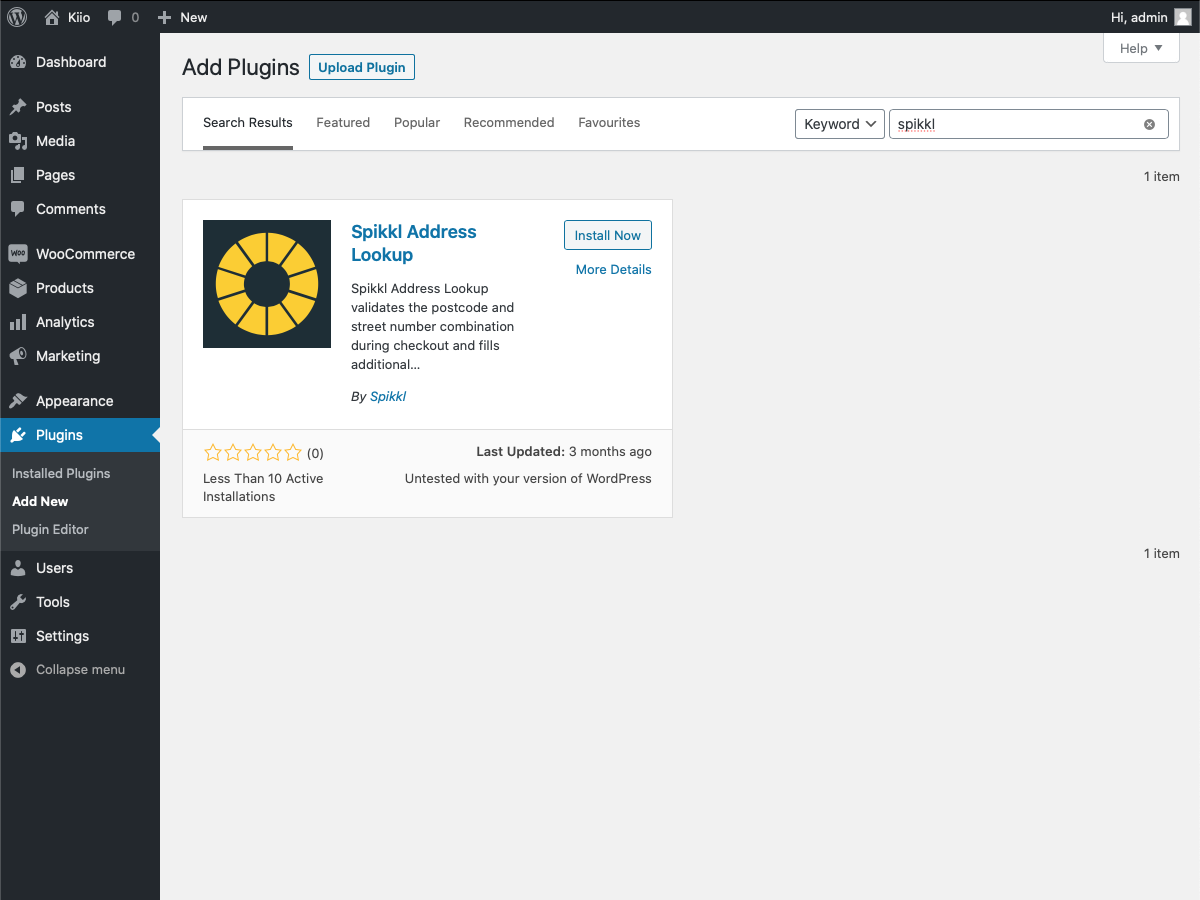 Kiio
0
New
Hi, admin
Dashboard
Posts
Media
Pages
Comments
WOO
WooCommerce
Products
Analytics
Marketing
Appearance
Plugins
Installed Plugins
Add New
Plugin Editor
Users
Tools
Settings
Collapse menu
Help
Add Plugins
Upload Plugin
Search Results
Featured
Popular
Recommended
Favourites
Keyword
spikkl
1 item
Spikkl Address
Lookup
Install Now
More Details
Spikkl Address Lookup
validates the postcode and
street number combination
during checkout and fills
additional...
By Spikkl
(0)
Last Updated: 3 months ago
Less Than 10 Active
Installations
Untested with your version of WordPress
1 item